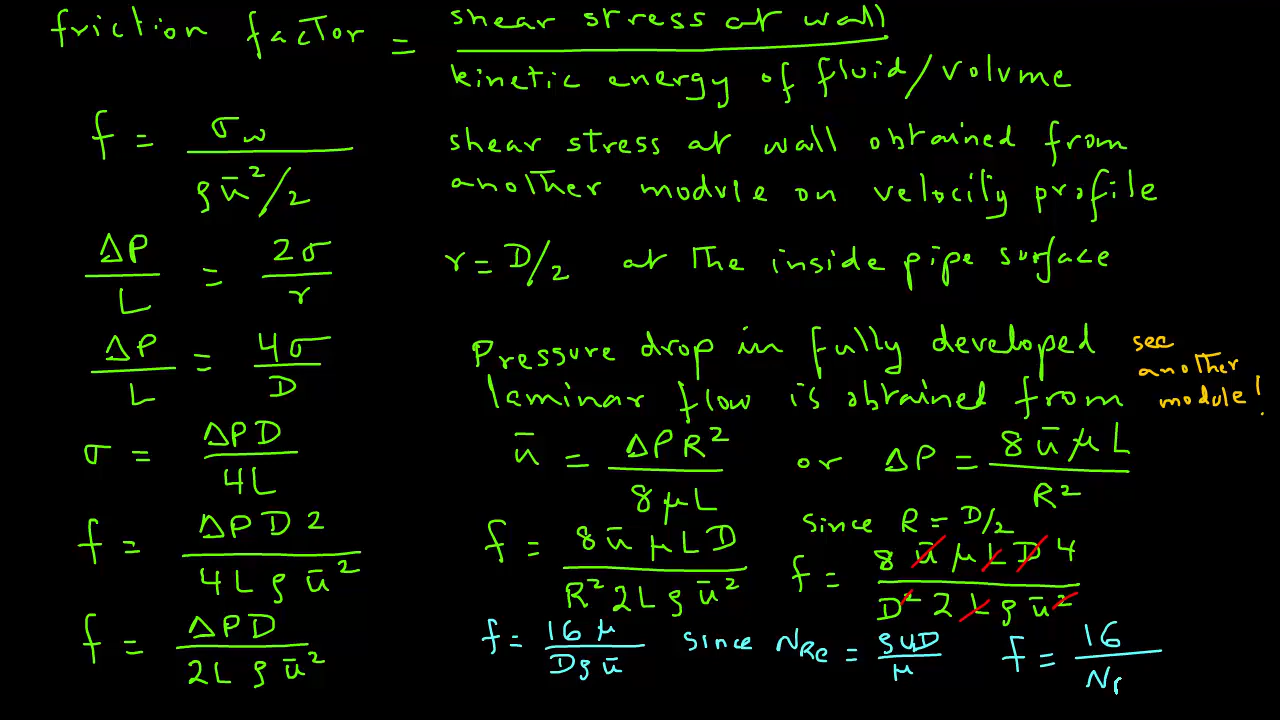 friction factor = shear stress at wall / kinetic energy of fluid/volume
f = σw / ρū²/2
shear stress at wall obtained from
another module on velocity profile
ΔP/L = 2σ/r
r = D/2 at the inside pipe surface
ΔP/L = 4σ/D
Pressure drop in fully developed
laminar flow is obtained from
see
another
module!
σ = ΔPD/4L
ū = ΔPR²/8μL or ΔP = 8ūμL/R²
f = ΔPD2/4Lρū²
f = 8ūμLD/R²2Lρū²
since R = D/2
f = 8ūμLD4/D²2Lρū²
f = ΔPD/2Lρū²
f = 16μ/Dρū since NRe = ρuD/μ f = 16/N